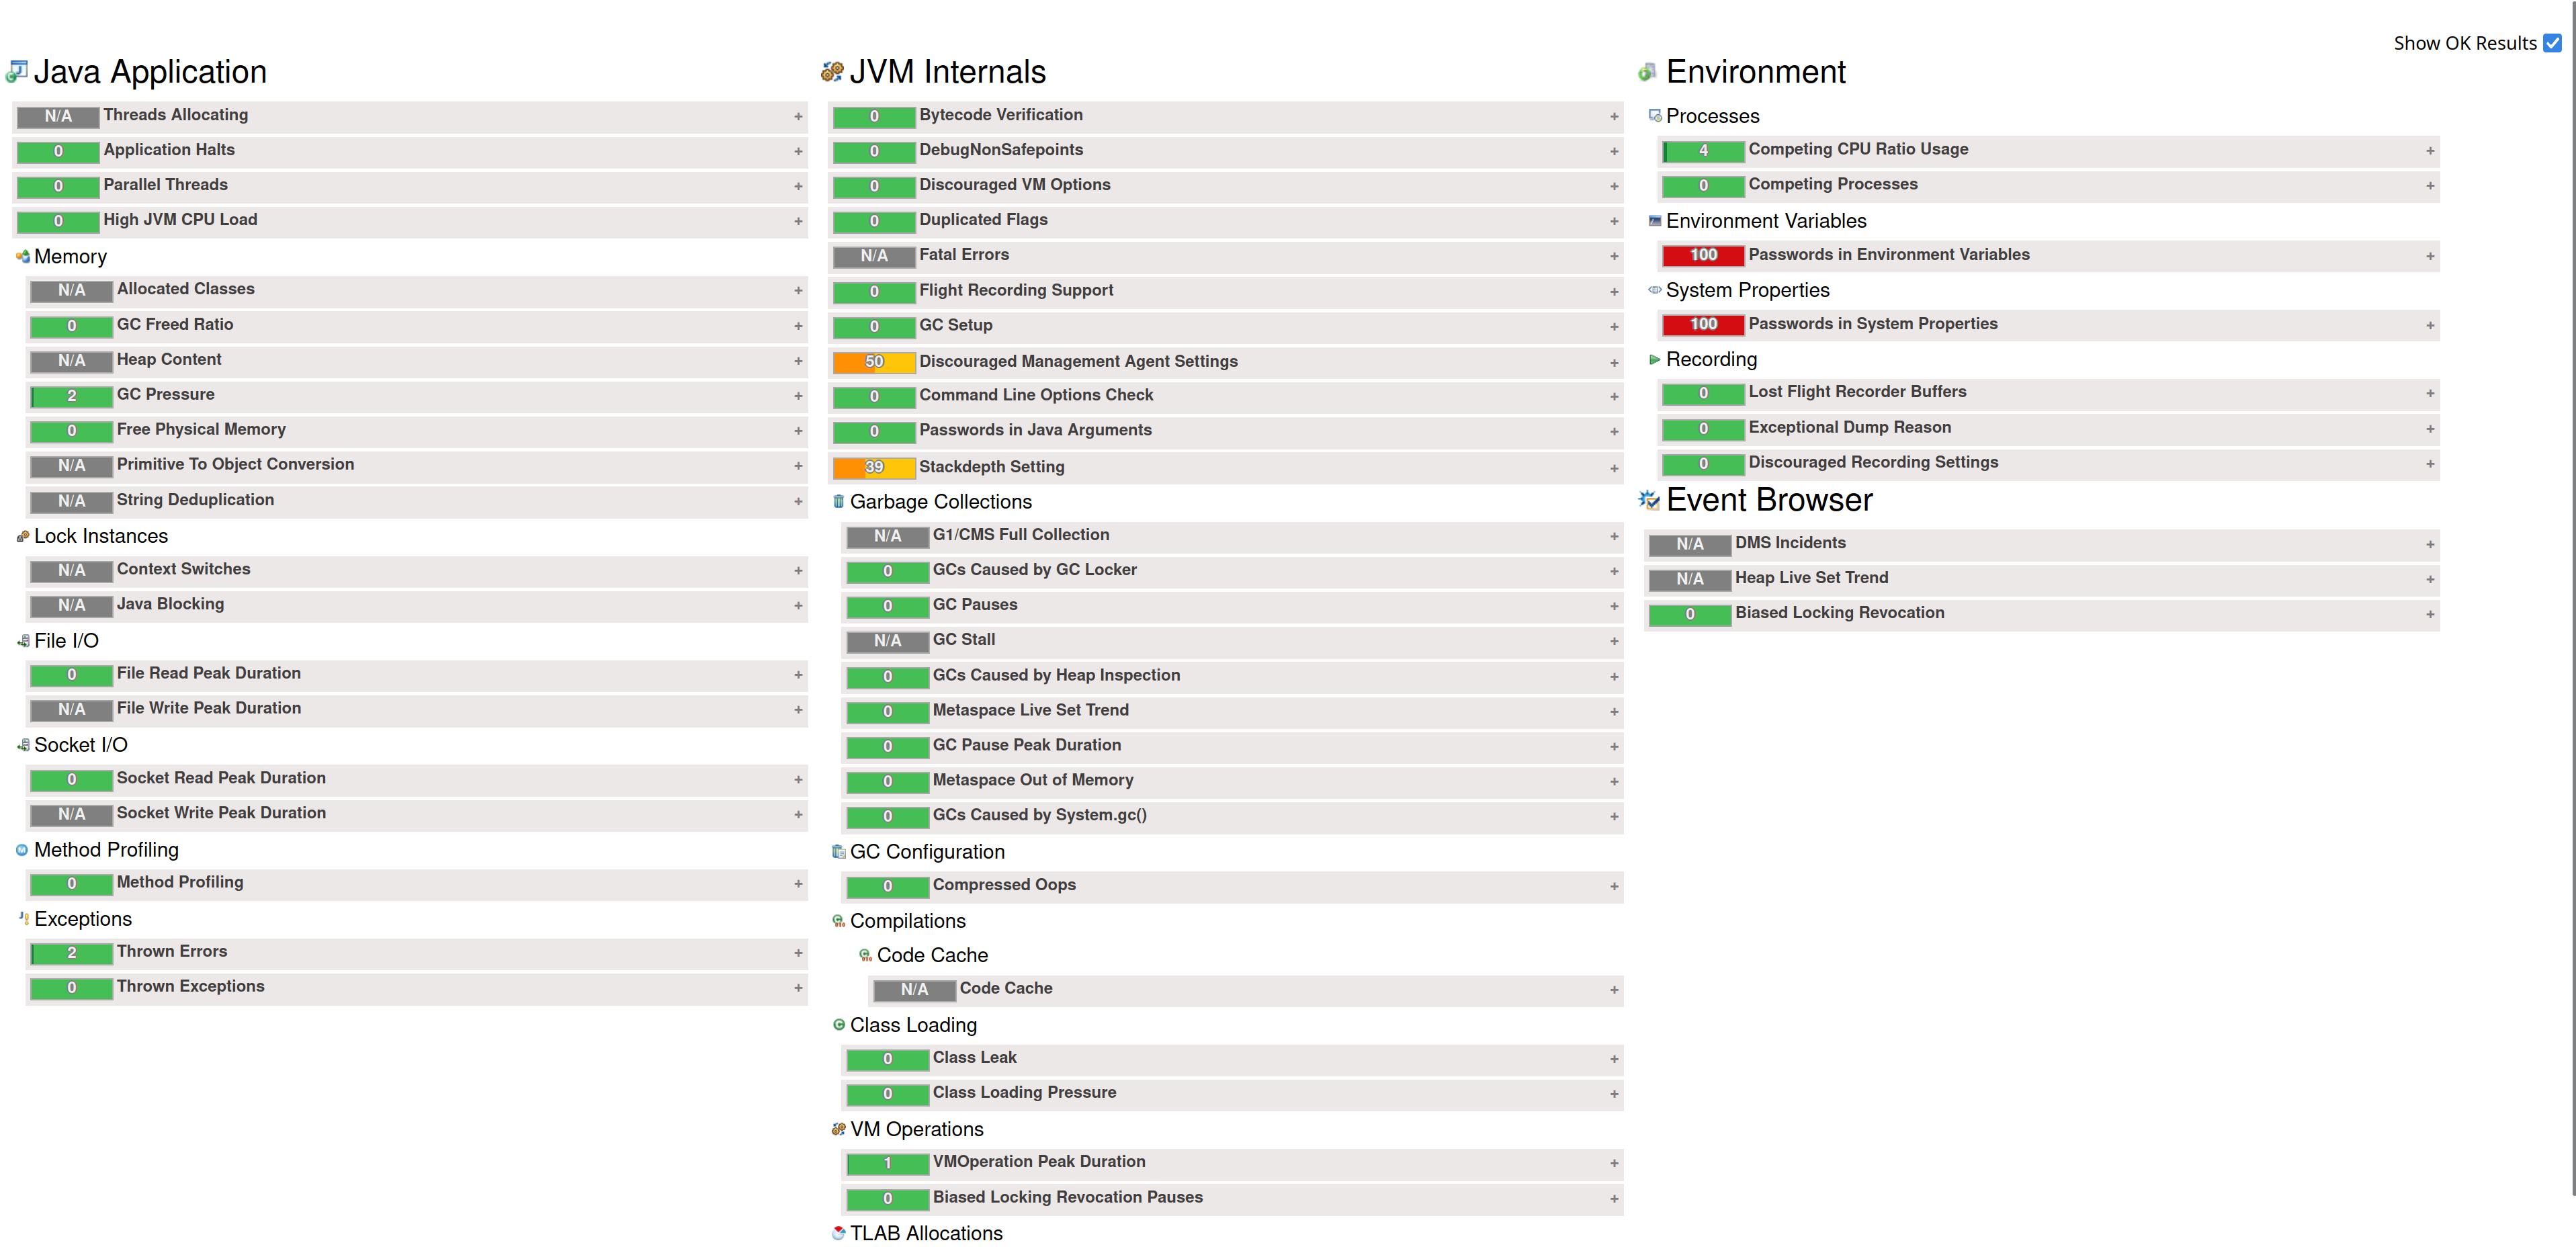 Show OK Results
Java Application
N/A Threads Allocating +
0 Application Halts +
0 Parallel Threads +
0 High JVM CPU Load +
Memory
N/A Allocated Classes +
0 GC Freed Ratio +
N/A Heap Content +
2 GC Pressure +
0 Free Physical Memory +
N/A Primitive To Object Conversion +
N/A String Deduplication +
Lock Instances
N/A Context Switches +
N/A Java Blocking +
File I/O
0 File Read Peak Duration +
N/A File Write Peak Duration +
Socket I/O
0 Socket Read Peak Duration +
N/A Socket Write Peak Duration +
Method Profiling
0 Method Profiling +
Exceptions
2 Thrown Errors +
0 Thrown Exceptions +
JVM Internals
0 Bytecode Verification +
0 DebugNonSafepoints +
0 Discouraged VM Options +
0 Duplicated Flags +
N/A Fatal Errors +
0 Flight Recording Support +
0 GC Setup +
50 Discouraged Management Agent Settings +
0 Command Line Options Check +
0 Passwords in Java Arguments +
39 Stackdepth Setting +
Garbage Collections
N/A G1/CMS Full Collection +
0 GCs Caused by GC Locker +
0 GC Pauses +
N/A GC Stall +
0 GCs Caused by Heap Inspection +
0 Metaspace Live Set Trend +
0 GC Pause Peak Duration +
0 Metaspace Out of Memory +
0 GCs Caused by System.gc() +
GC Configuration
0 Compressed Oops +
Compilations
Code Cache
N/A Code Cache +
Class Loading
0 Class Leak +
0 Class Loading Pressure +
VM Operations
1 VMOperation Peak Duration +
0 Biased Locking Revocation Pauses +
TLAB Allocations
Environment
Processes
4 Competing CPU Ratio Usage +
0 Competing Processes +
Environment Variables
100 Passwords in Environment Variables +
System Properties
100 Passwords in System Properties +
Recording
0 Lost Flight Recorder Buffers +
0 Exceptional Dump Reason +
0 Discouraged Recording Settings +
Event Browser
N/A DMS Incidents +
N/A Heap Live Set Trend +
0 Biased Locking Revocation +